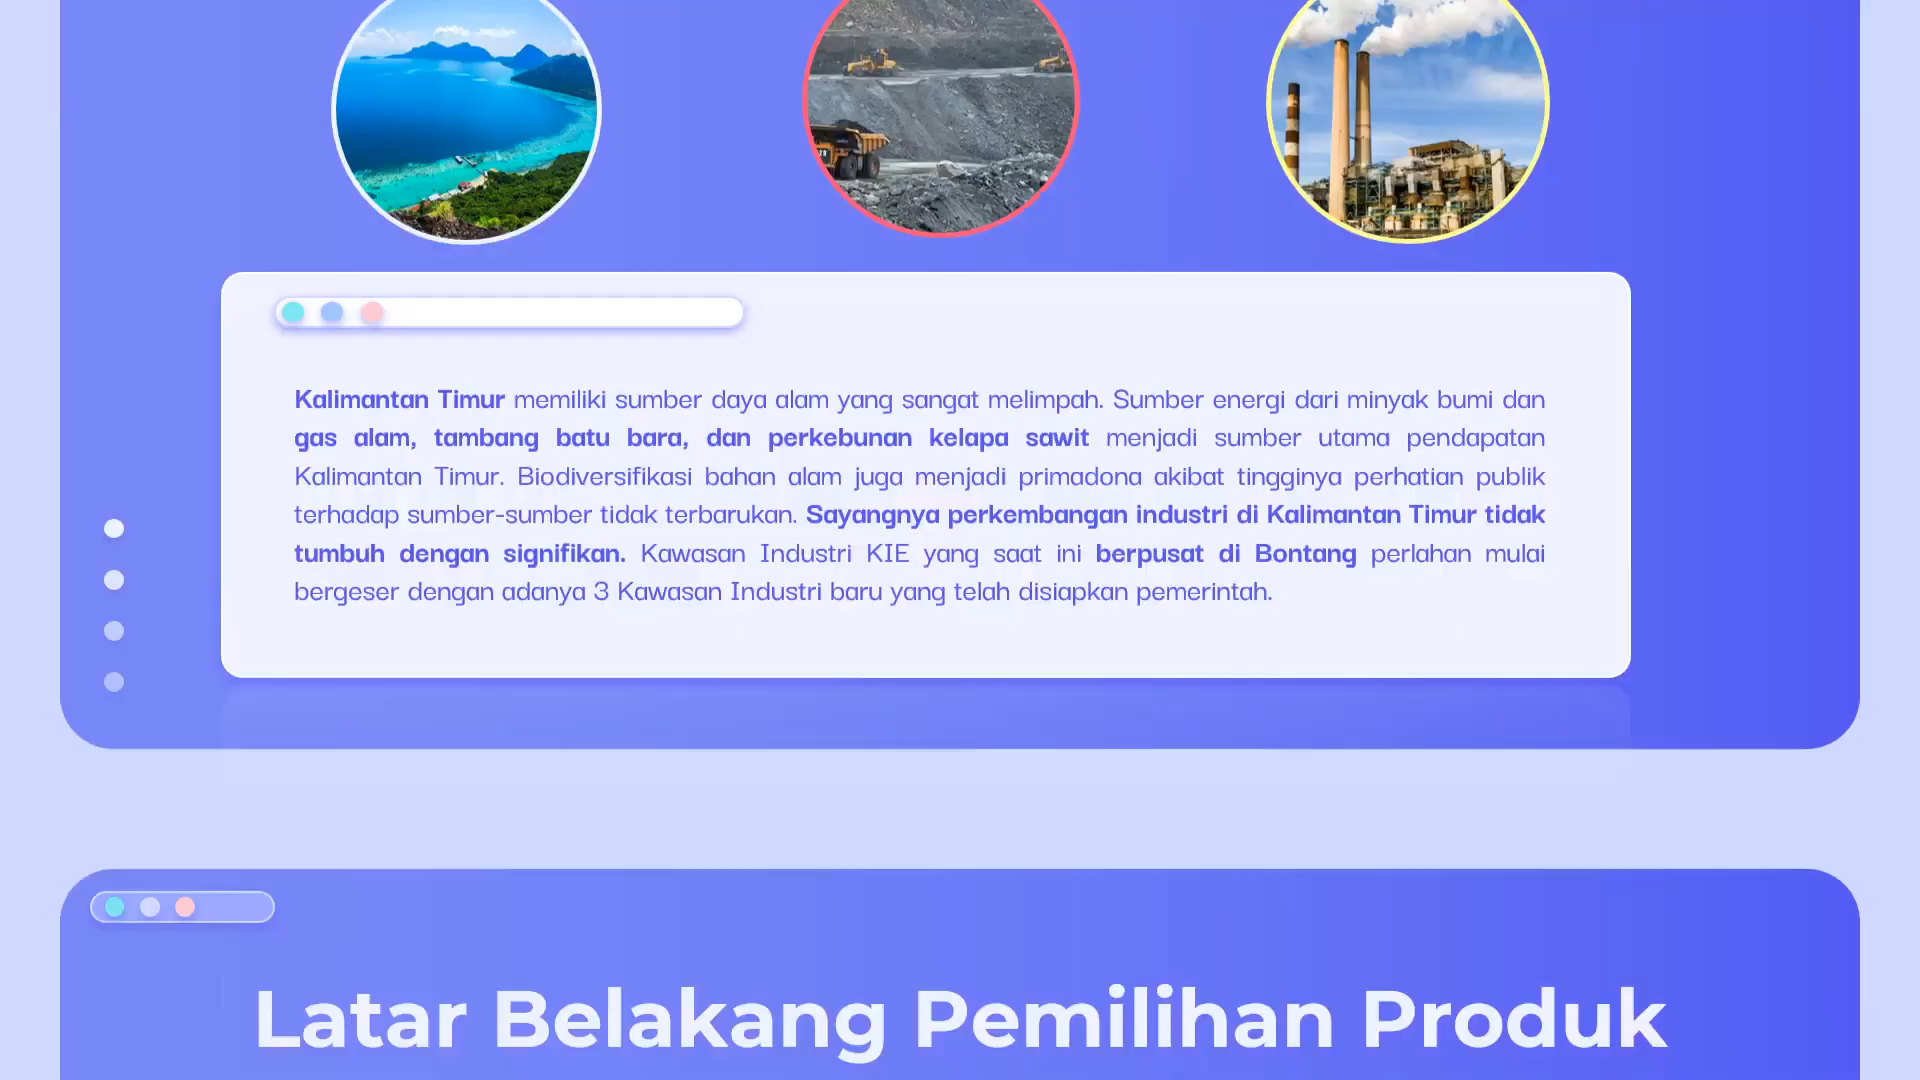 Kalimantan Timur memiliki sumber daya alam yang sangat melimpah. Sumber energi dari minyak bumi dan
gas alam, tambang batu bara, dan perkebunan kelapa sawit menjadi sumber utama pendapatan
Kalimantan Timur. Biodiversifikasi bahan alam juga menjadi primadona akibat tingginya perhatian publik
terhadap sumber-sumber tidak terbarukan. Sayangnya perkembangan industri di Kalimantan Timur tidak
tumbuh dengan signifikan. Kawasan Industri KIE yang saat ini berpusat di Bontang perlahan mulai
bergeser dengan adanya 3 Kawasan Industri baru yang telah disiapkan pemerintah.
Latar Belakang Pemilihan Produk